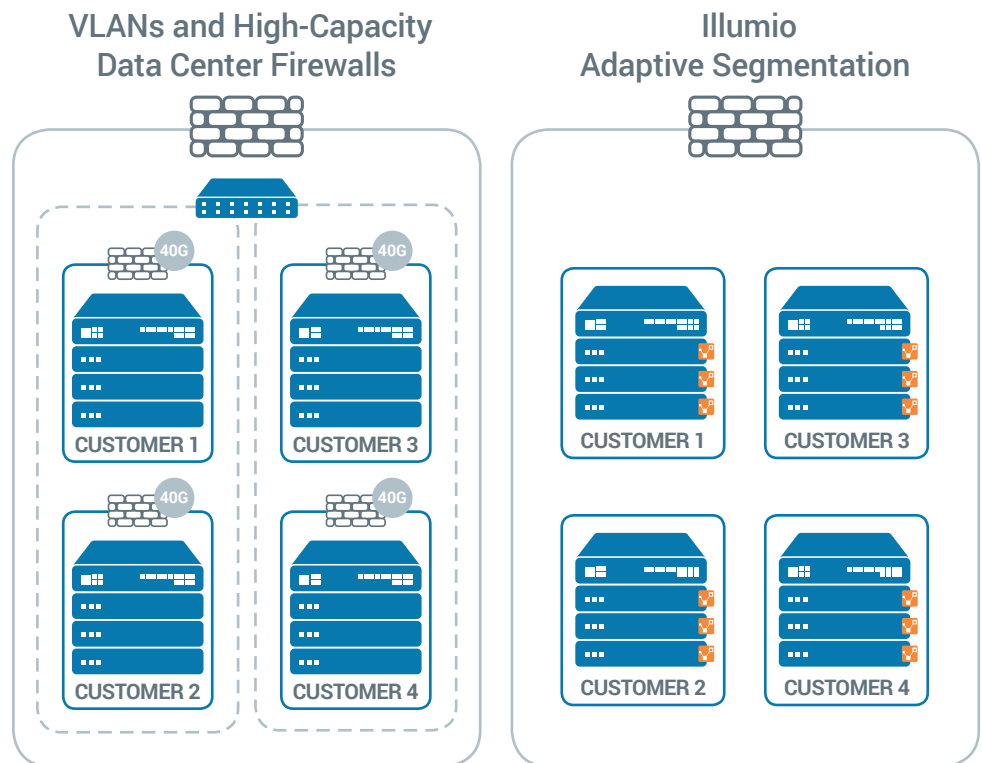 VLANs and High-Capacity
Data Center Firewalls
40G
40G
CUSTOMER 1
CUSTOMER 3
40G
40G
CUSTOMER 2
CUSTOMER 4
Illumio
Adaptive Segmentation
CUSTOMER 1
CUSTOMER 3
CUSTOMER 2
CUSTOMER 4